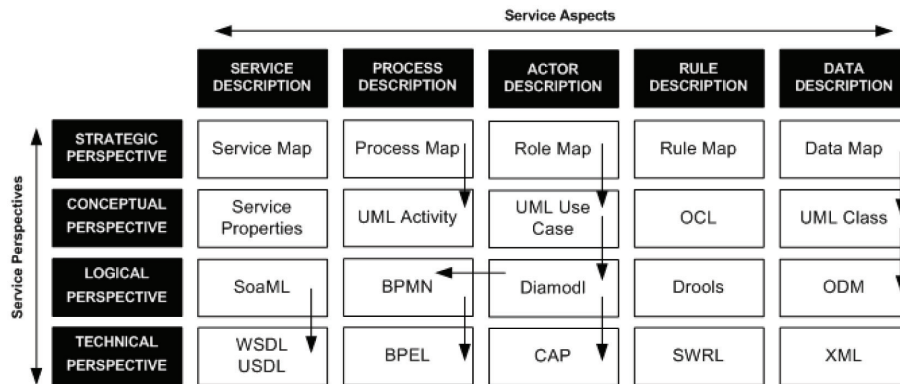 Service Aspects
SERVICE PROCESS ACTOR RULE DATA
DESCRIPTION DESCRIPTION DESCRIPTION DESCRIPTION DESCRIPTION
Service Perspectives
STRATEGIC
PERSPECTIVE
Service Map Process Map Role Map Rule Map Data Map
CONCEPTUAL
PERSPECTIVE
Service
Properties
UML Activity
UML Use
Case
OCL
UML Class
LOGICAL
PERSPECTIVE
SoaML BPMN Diamodl Drools ODM
TECHNICAL
PERSPECTIVE
WSDL
USDL
BPEL CAP SWRL XML